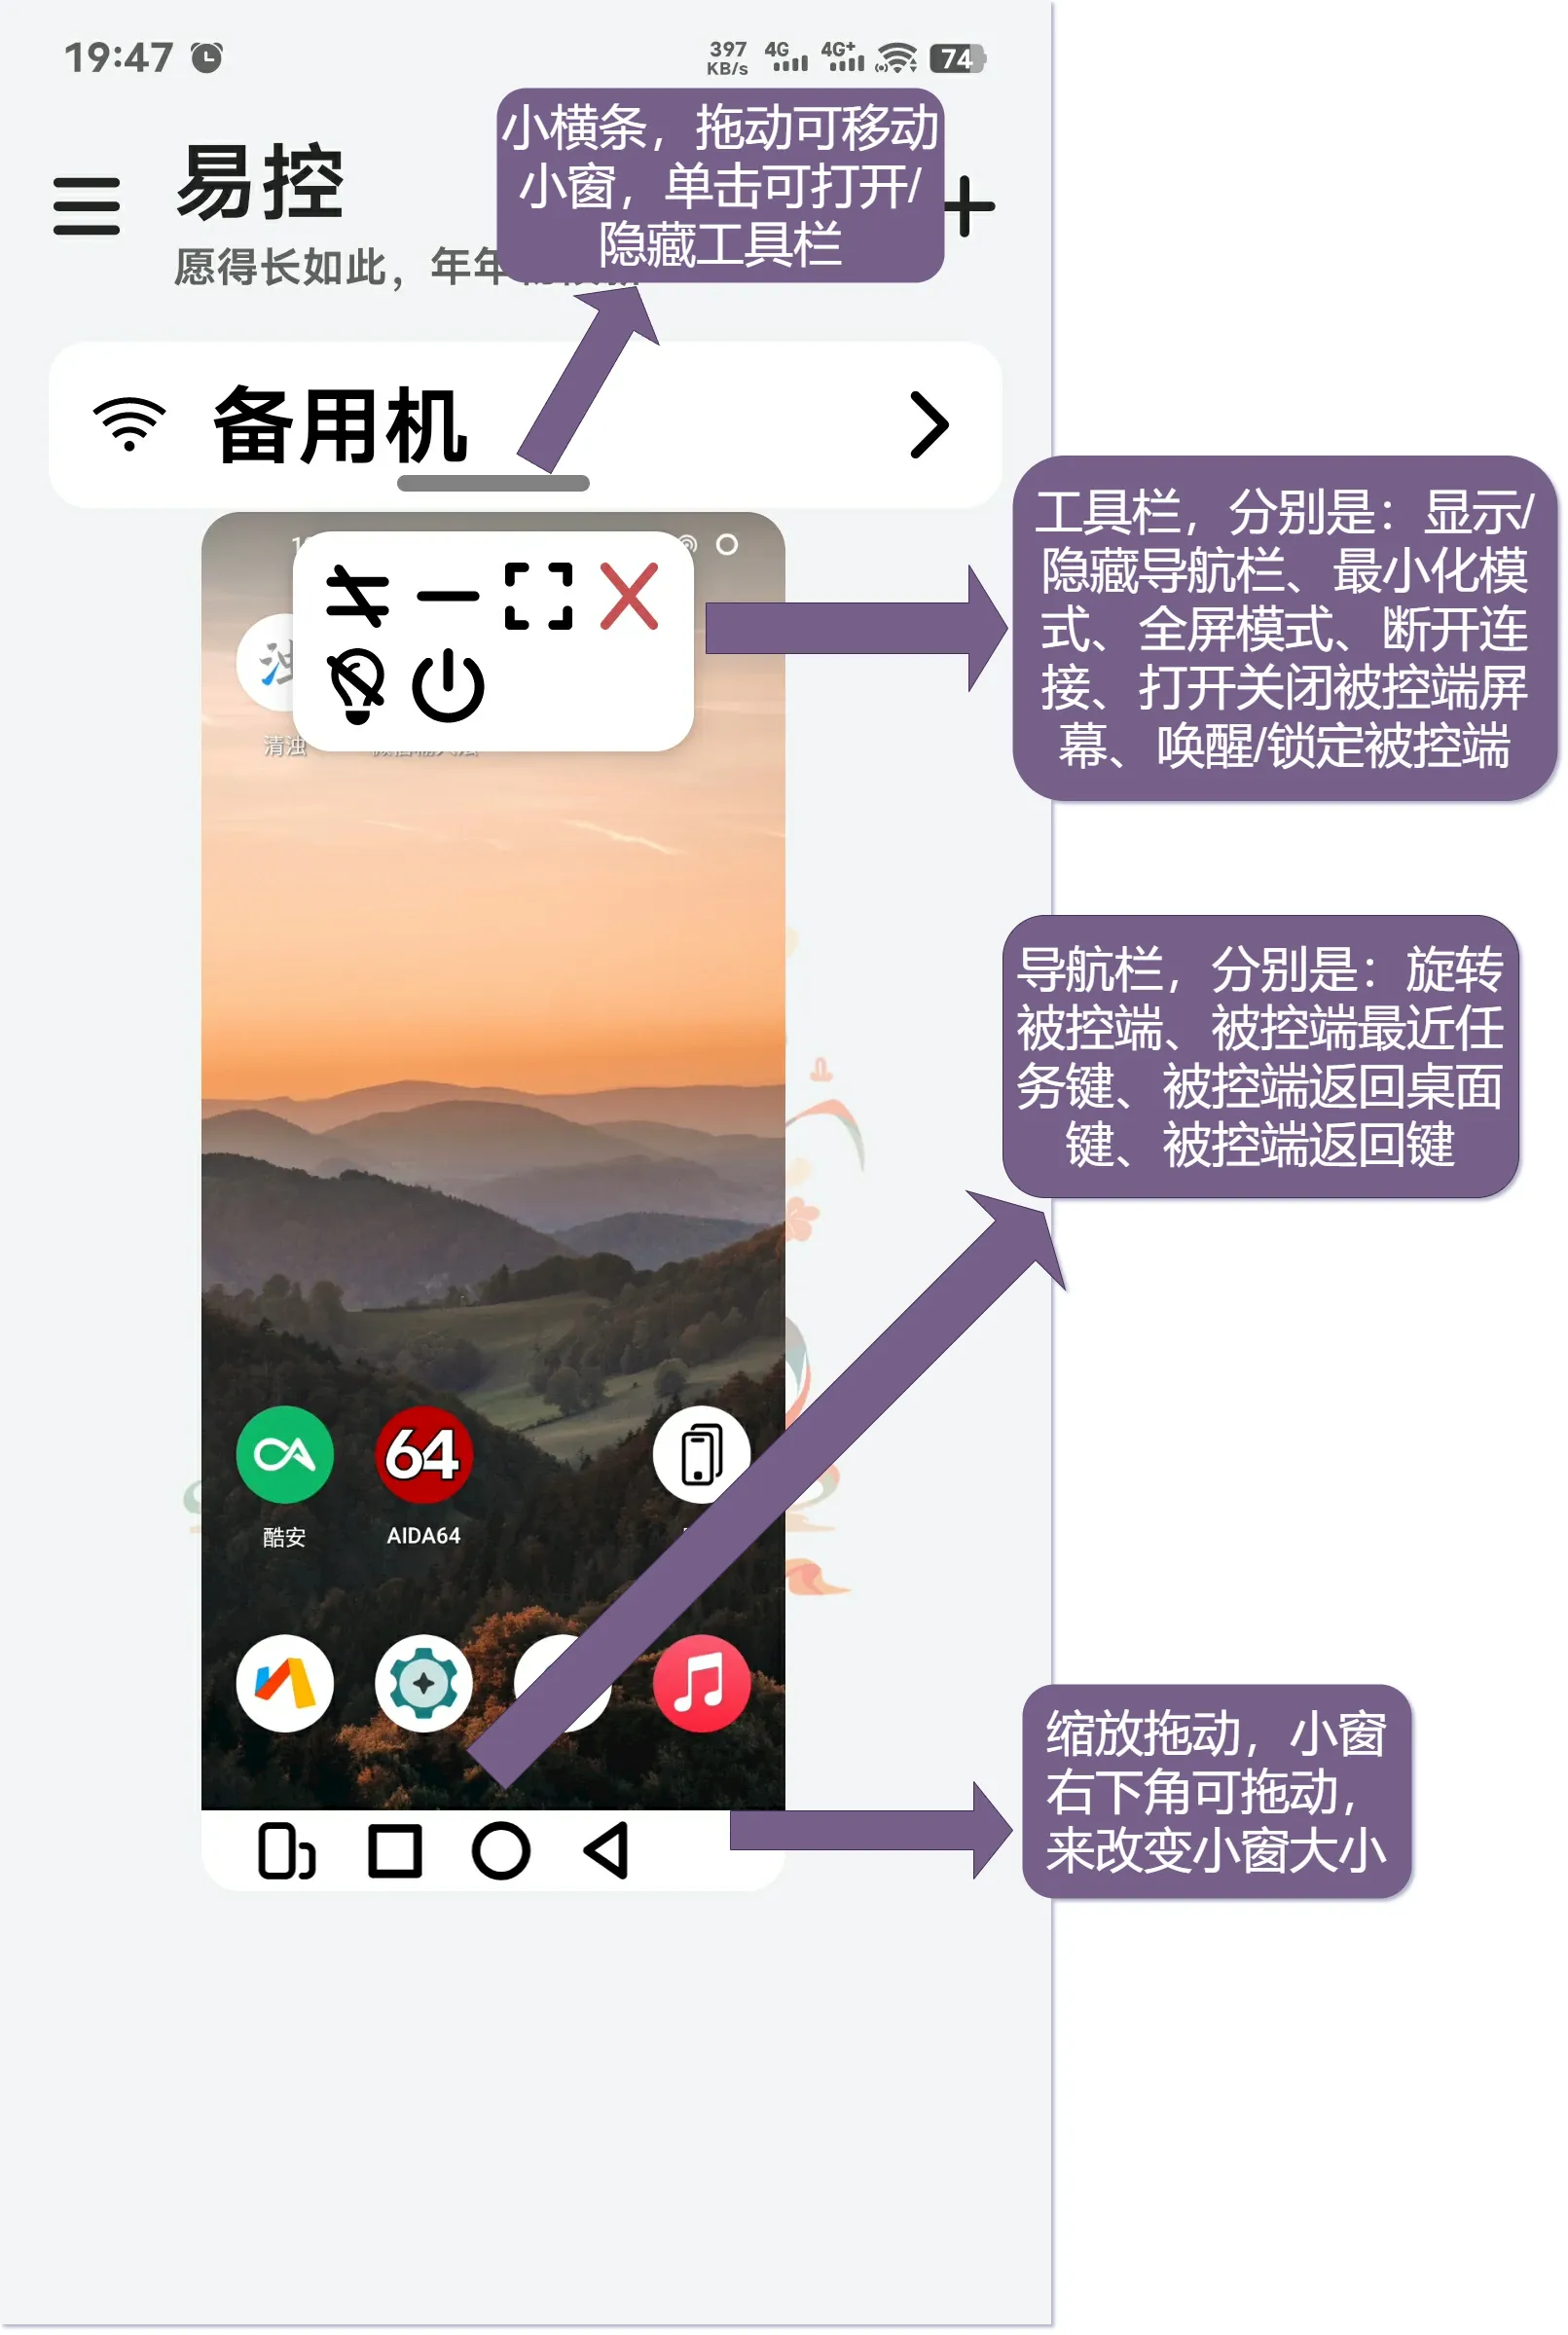 19:47
397
KB/s
4G
4G+
74
小横条，拖动可移动
小窗，单击可打开/
隐藏工具栏
易控
愿得长如此，年年
备用机
工具栏，分别是：显示/
隐藏导航栏、最小化模
式、全屏模式、断开连
接、打开关闭被控端屏
幕、唤醒/锁定被控端
清浊
导航栏，分别是：旋转
被控端、被控端最近任
务键、被控端返回桌面
键、被控端返回键
64
酷安
AIDA64
缩放拖动，小窗
右下角可拖动，
来改变小窗大小